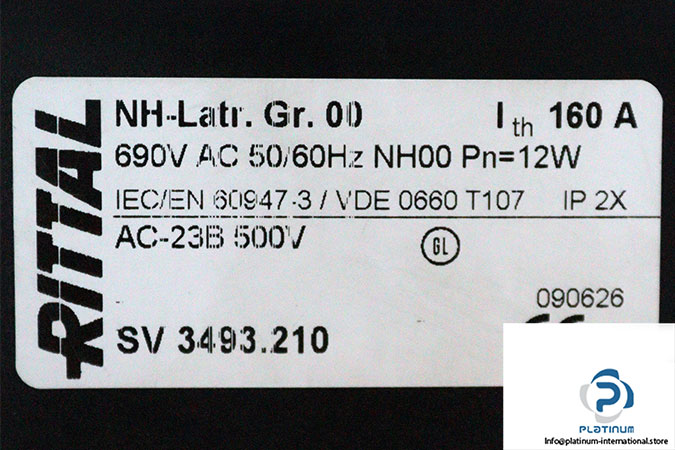 RITTAL
NH-Latr. Gr. 00 Ith 160 A
690V AC 50/60Hz NH00 Pn=12W
IEC/EN 60947-3 / VDE 0660 T107 IP 2X
AC-23B 500V GL
090626
SV 3493.210 CE
PLATINUM
Info@platinum-international.store